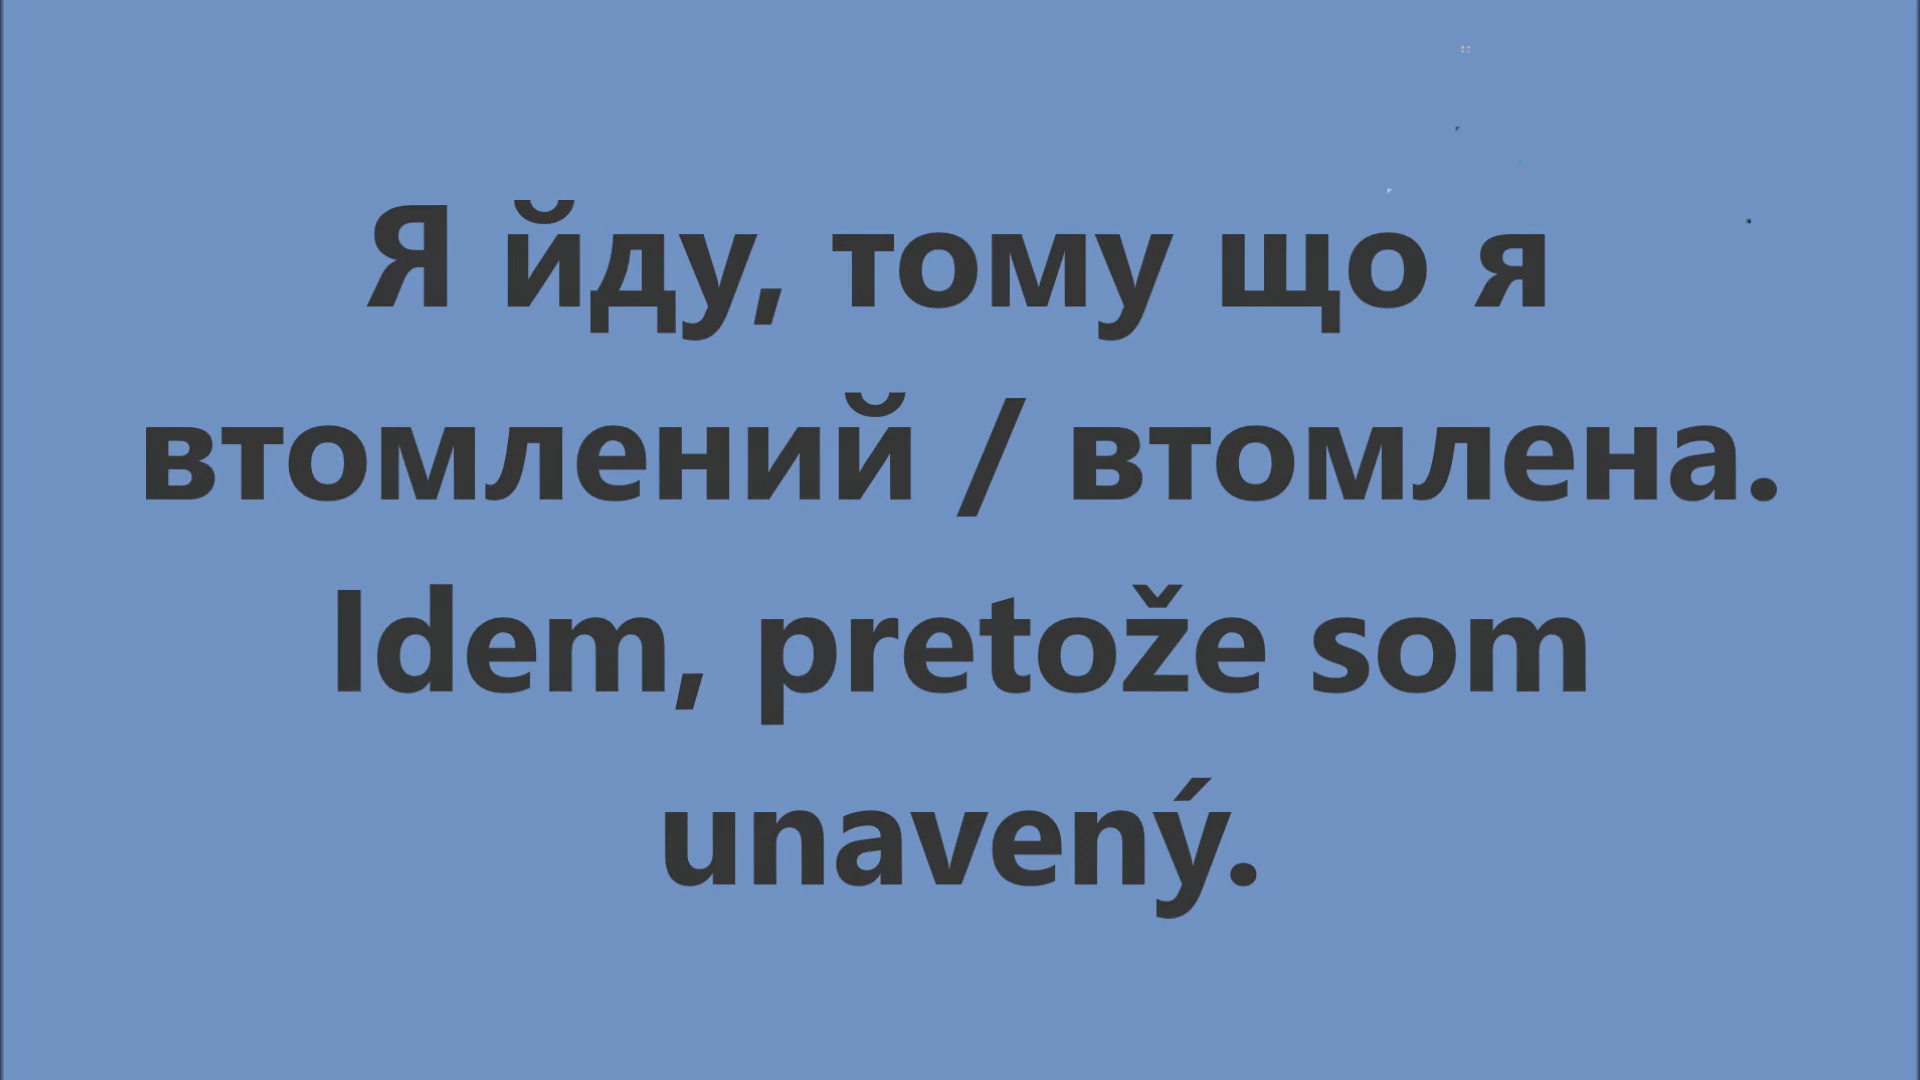 Я йду, тому що я
втомлений / втомлена.
Idem, pretože som
unavený.